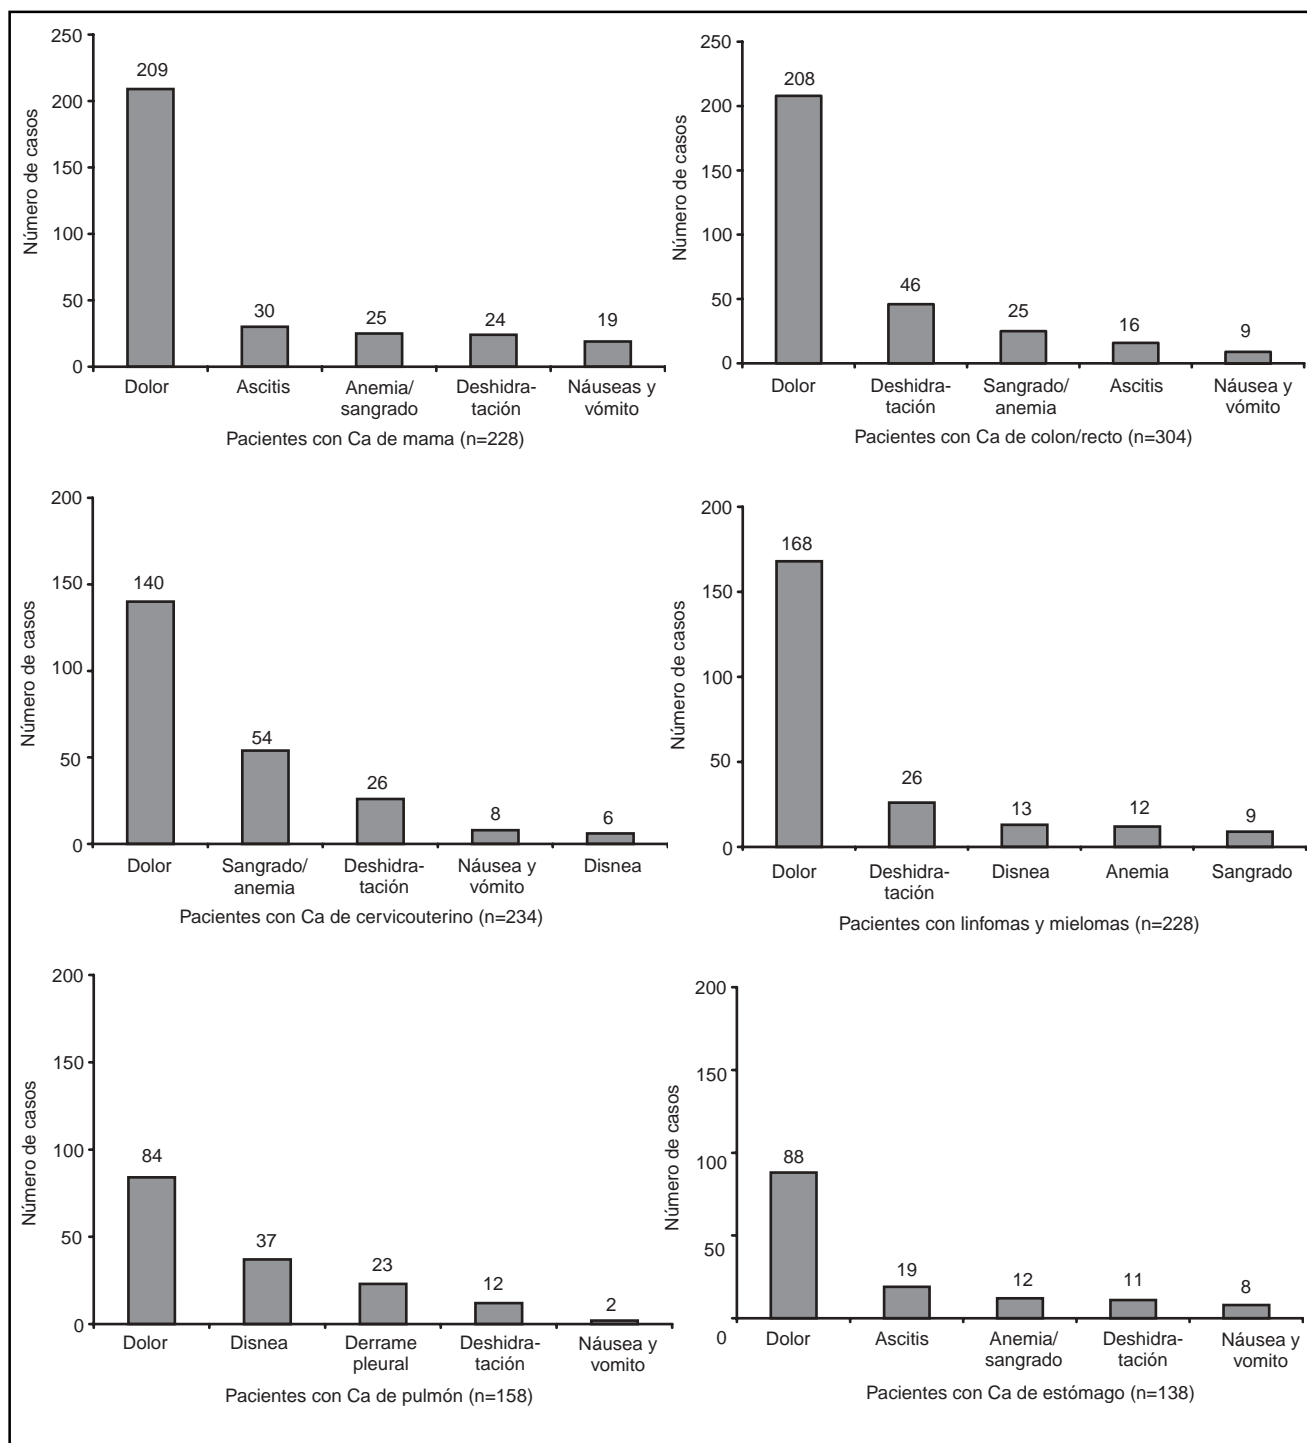 250
200
150
100
50
0
Número de casos
209
30
25
24
19
Dolor
Ascitis
Anemia/
sangrado
Deshidra-
tación
Náuseas y
vómito
Pacientes con Ca de mama (n=228)
250
200
150
100
50
0
Número de casos
208
46
25
16
9
Dolor
Deshidra-
tación
Sangrado/
anemia
Ascitis
Náusea y
vómito
Pacientes con Ca de colon/recto (n=304)
200
150
100
50
0
Número de casos
140
54
26
8
6
Dolor
Sangrado/
anemia
Deshidra-
tación
Náusea y
vómito
Disnea
Pacientes con Ca de cervicouterino (n=234)
200
150
100
50
0
Número de casos
168
26
13
12
9
Dolor
Deshidra-
tación
Disnea
Anemia
Sangrado
Pacientes con linfomas y mielomas (n=228)
200
150
100
50
0
Número de casos
84
37
23
12
2
Dolor
Disnea
Derrame
pleural
Deshidra-
tación
Náusea y
vomito
Pacientes con Ca de pulmón (n=158)
200
150
100
50
0
Número de casos
88
19
12
11
8
Dolor
Ascitis
Anemia/
sangrado
Deshidra-
tación
Náusea y
vomito
Pacientes con Ca de estómago (n=138)